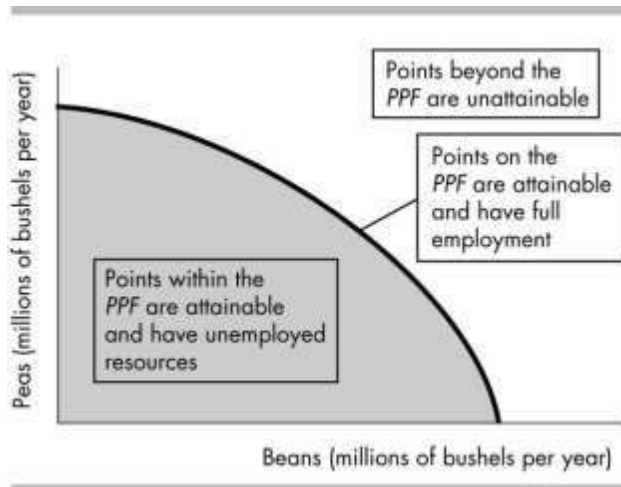 Peas (millions of bushels per year)
Points beyond the
PPF are unattainable
Points on the
PPF are attainable
and have full
employment
Points within the
PPF are attainable
and have unemployed
resources
Beans (millions of bushels per year)